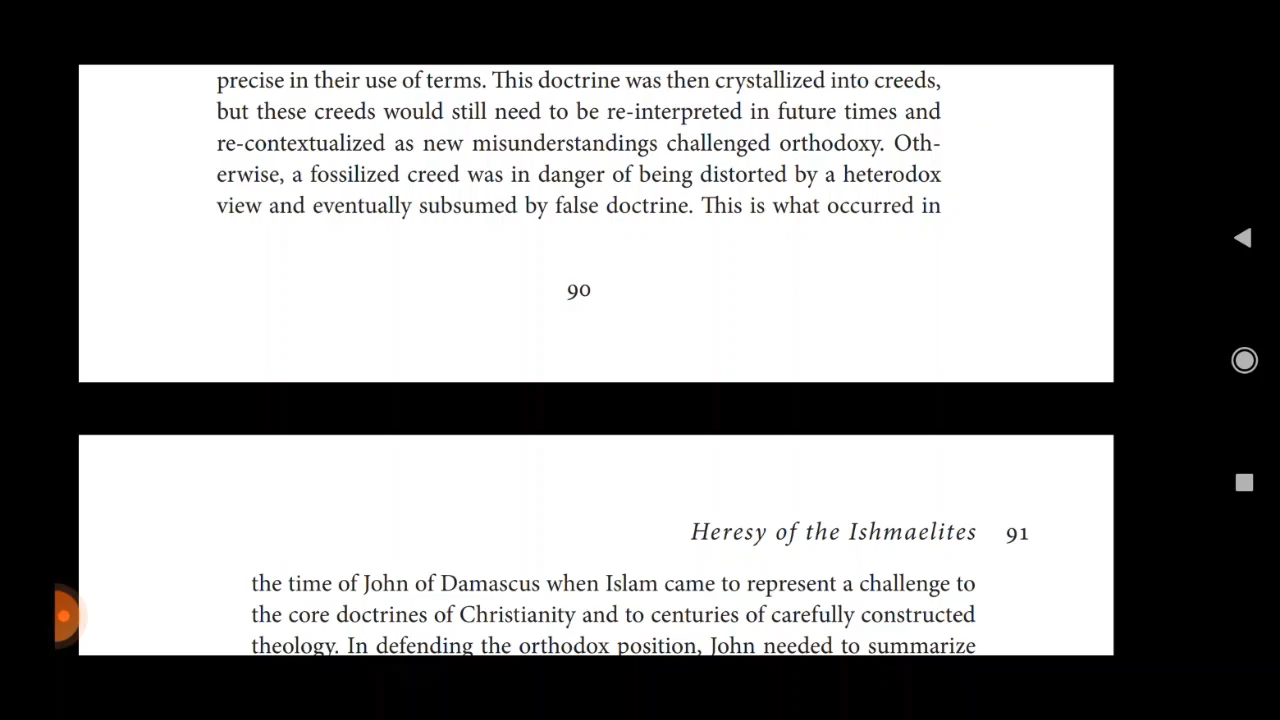 precise in their use of terms. This doctrine was then crystallized into creeds,
but these creeds would still need to be re-interpreted in future times and
re-contextualized as new misunderstandings challenged orthodoxy. Oth-
erwise, a fossilized creed was in danger of being distorted by a heterodox
view and eventually subsumed by false doctrine. This is what occurred in
90
Heresy of the Ishmaelites 91
the time of John of Damascus when Islam came to represent a challenge to
the core doctrines of Christianity and to centuries of carefully constructed
theology. In defending the orthodox position, John needed to summarize